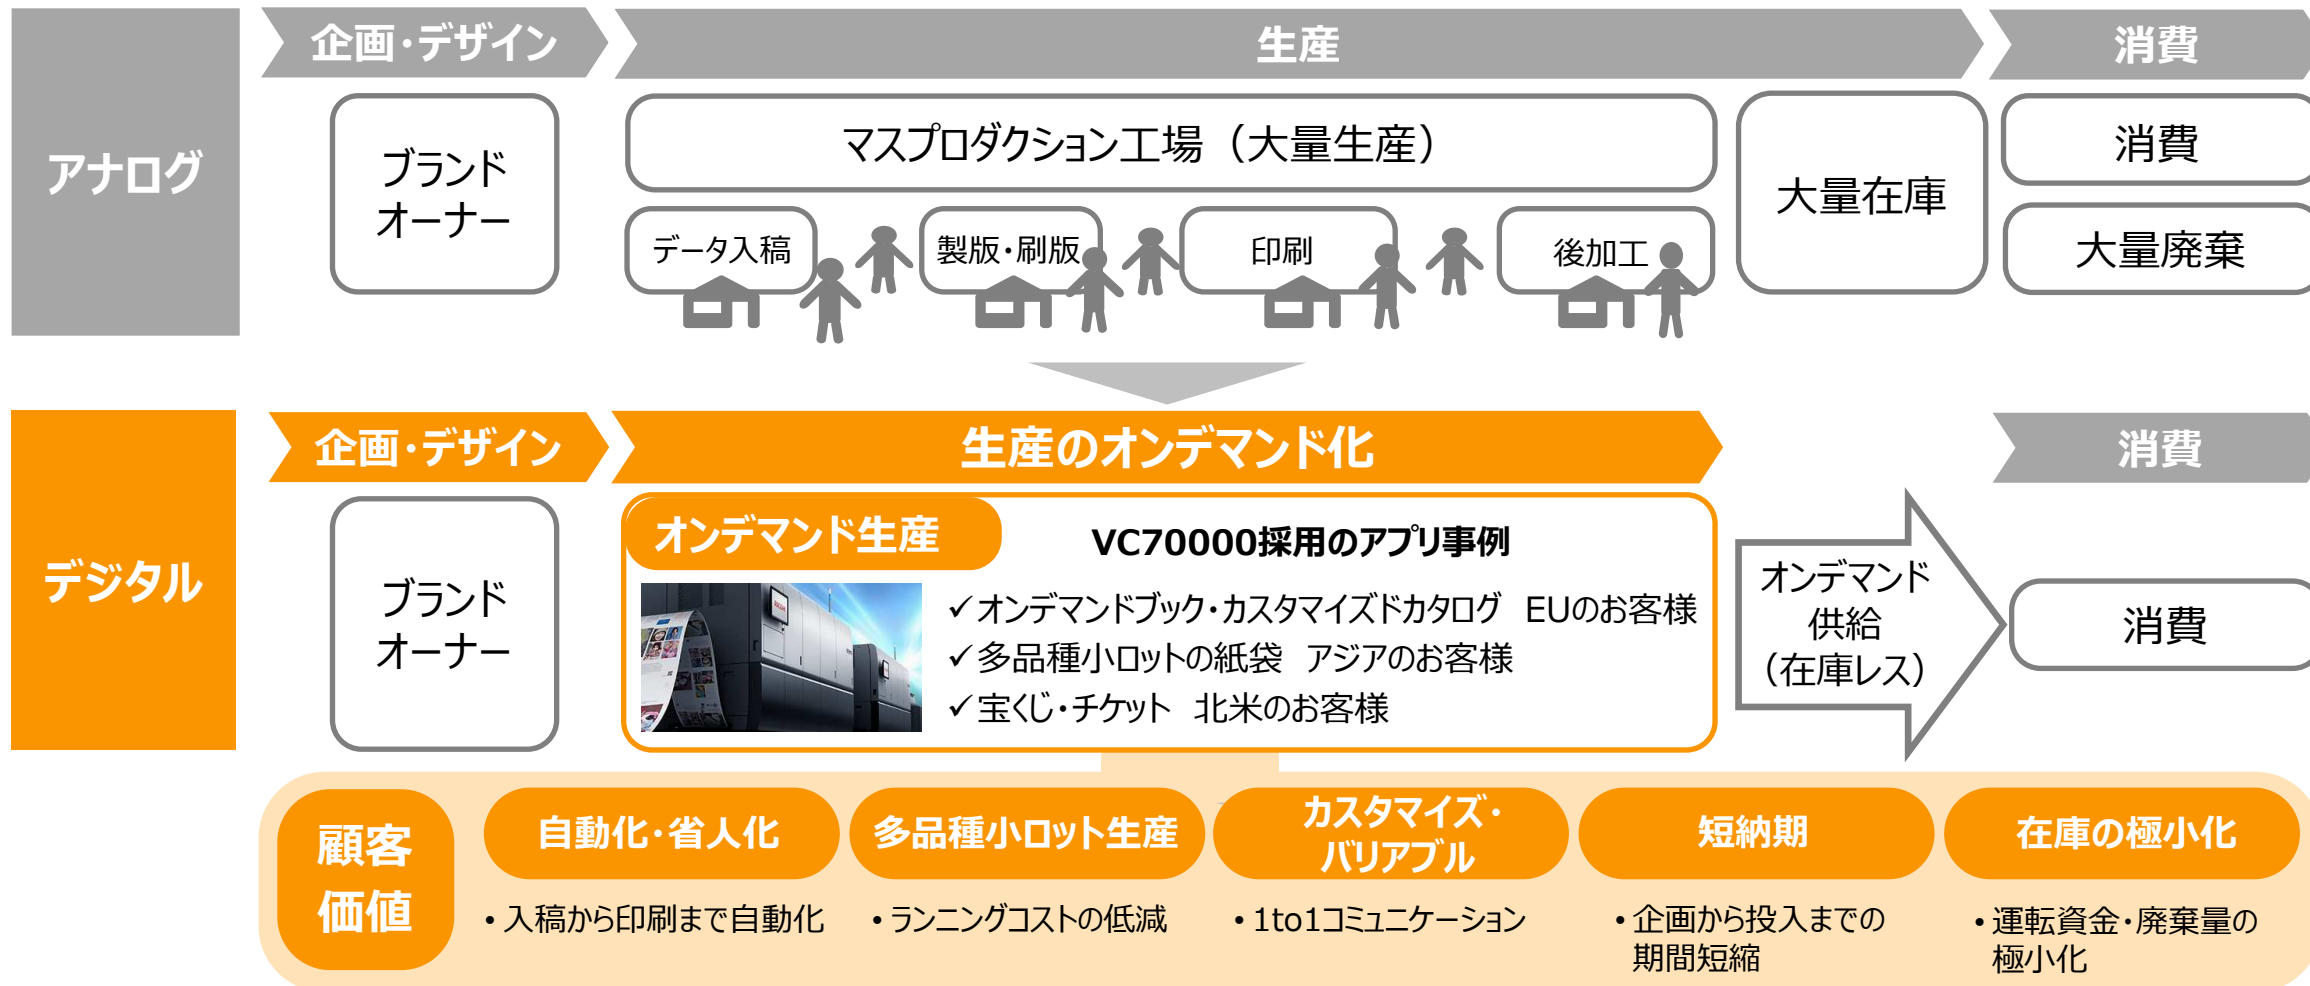 アナログ
企画・デザイン
生産
消費
ブランド
オーナー
マスプロダクション工場（大量生産）
データ入稿
製版・刷版
印刷
後加工
大量在庫
消費
大量廃棄
デジタル
企画・デザイン
生産のオンデマンド化
消費
ブランド
オーナー
オンデマンド生産
VC70000採用のアプリ事例
✓オンデマンドブック・カスタマイズドカタログ　EUのお客様
✓多品種小ロットの紙袋　アジアのお客様
✓宝くじ・チケット　北米のお客様
オンデマンド
供給
（在庫レス）
消費
顧客
価値
自動化・省人化
・入稿から印刷まで自動化
多品種小ロット生産
・ランニングコストの低減
カスタマイズ・
バリアブル
・1to1コミュニケーション
短納期
・企画から投入までの
期間短縮
在庫の極小化
・運転資金・廃棄量の
極小化